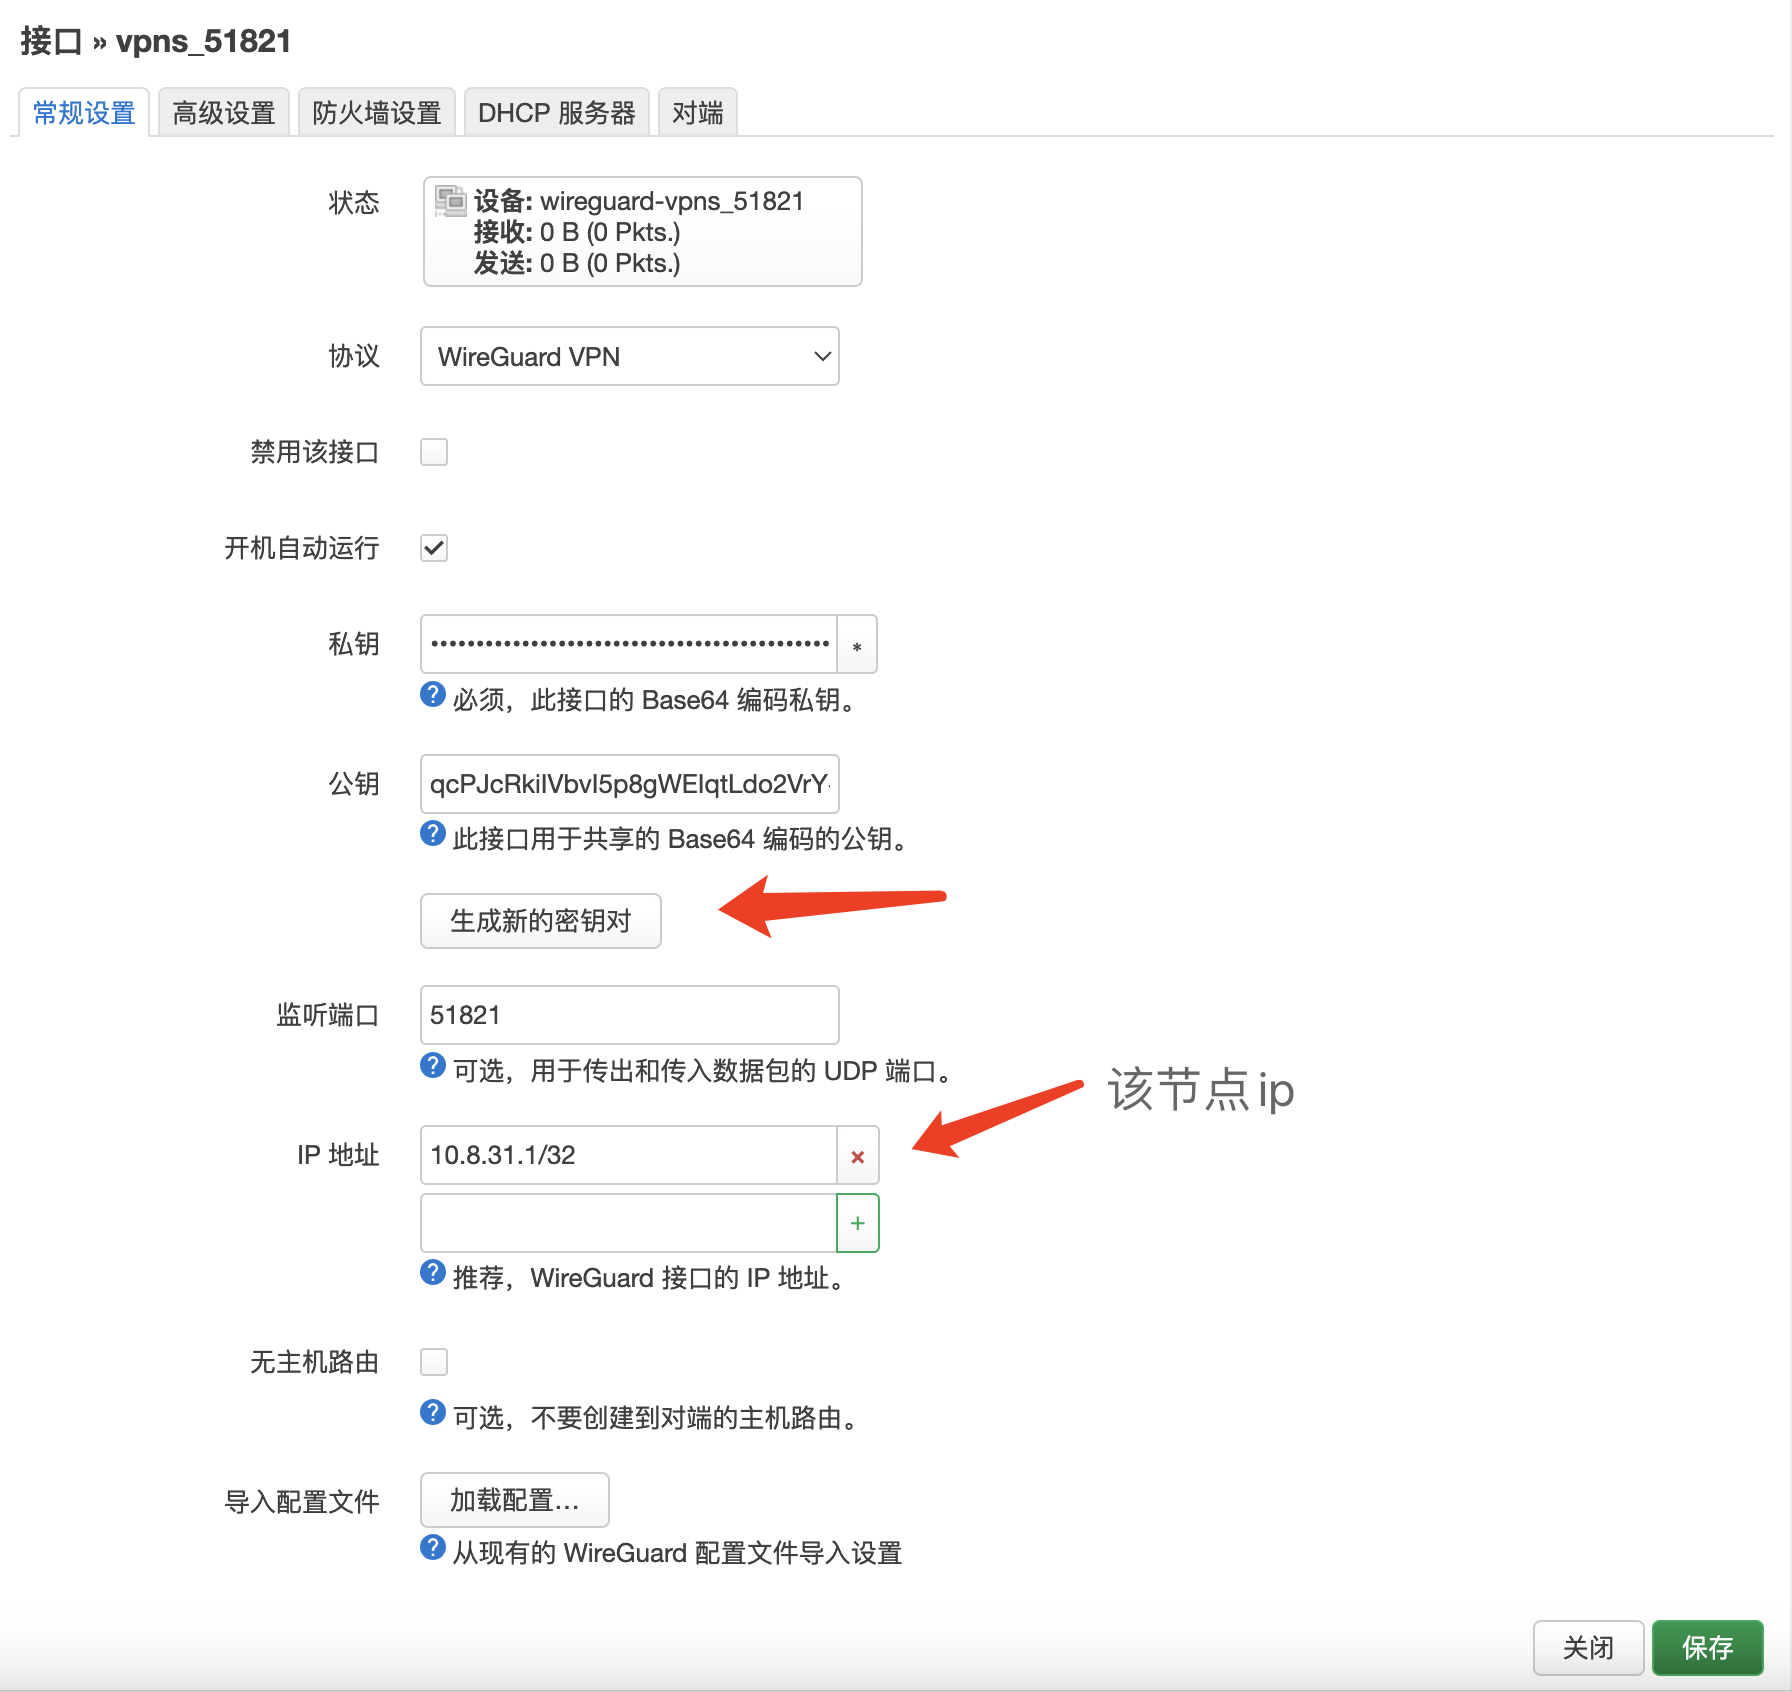 接口 » vpns_51821
常规设置 高级设置 防火墙设置 DHCP 服务器 对端
状态
设备: wireguard-vpns_51821
接收: 0 B (0 Pkts.)
发送: 0 B (0 Pkts.)
协议 WireGuard VPN
禁用该接口
开机自动运行
私钥 •••••••••••••••••••••••••••••••••••••••••••• *
? 必须，此接口的 Base64 编码私钥。
公钥 qcPJcRkiIVbvI5p8gWEIqtLdo2VrY
? 此接口用于共享的 Base64 编码的公钥。
生成新的密钥对
监听端口 51821
? 可选，用于传出和传入数据包的 UDP 端口。
该节点ip
IP 地址 10.8.31.1/32 ×
+
? 推荐，WireGuard 接口的 IP 地址。
无主机路由
? 可选，不要创建到对端的主机路由。
导入配置文件 加载配置...
? 从现有的 WireGuard 配置文件导入设置
关闭 保存